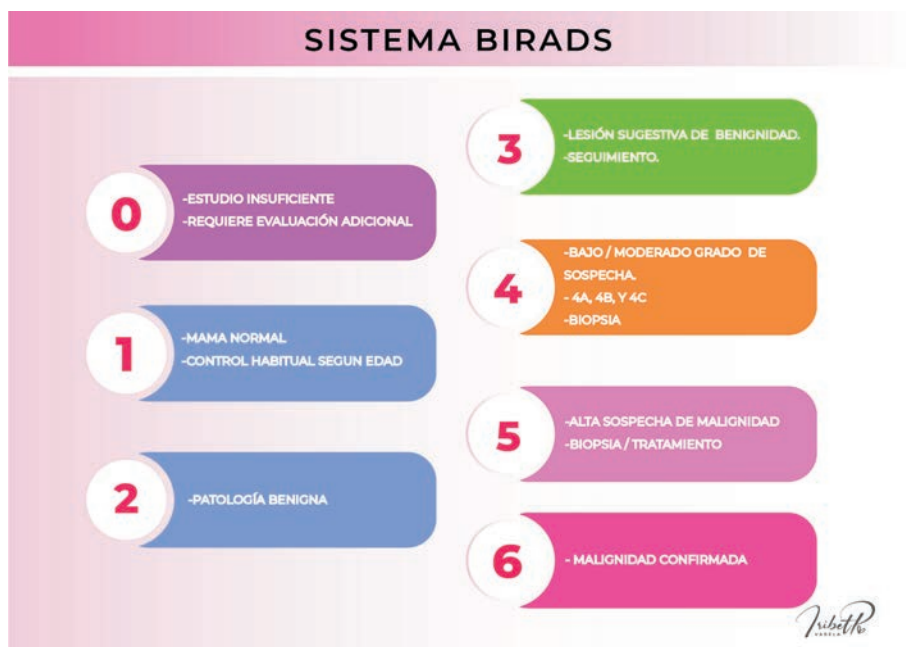 SISTEMA BIRADS
0
-ESTUDIO INSUFICIENTE
-REQUIERE EVALUACIÓN ADICIONAL
1
-MAMA NORMAL
-CONTROL HABITUAL SEGUN EDAD
2
-PATOLOGÍA BENIGNA
3
-LESIÓN SUGESTIVA DE BENIGNIDAD.
-SEGUIMIENTO.
4
-BAJO / MODERADO GRADO DE
SOSPECHA.
- 4A, 4B, Y 4C
-BIOPSIA
5
-ALTA SOSPECHA DE MALIGNIDAD
-BIOPSIA / TRATAMIENTO
6
- MALIGNIDAD CONFIRMADA